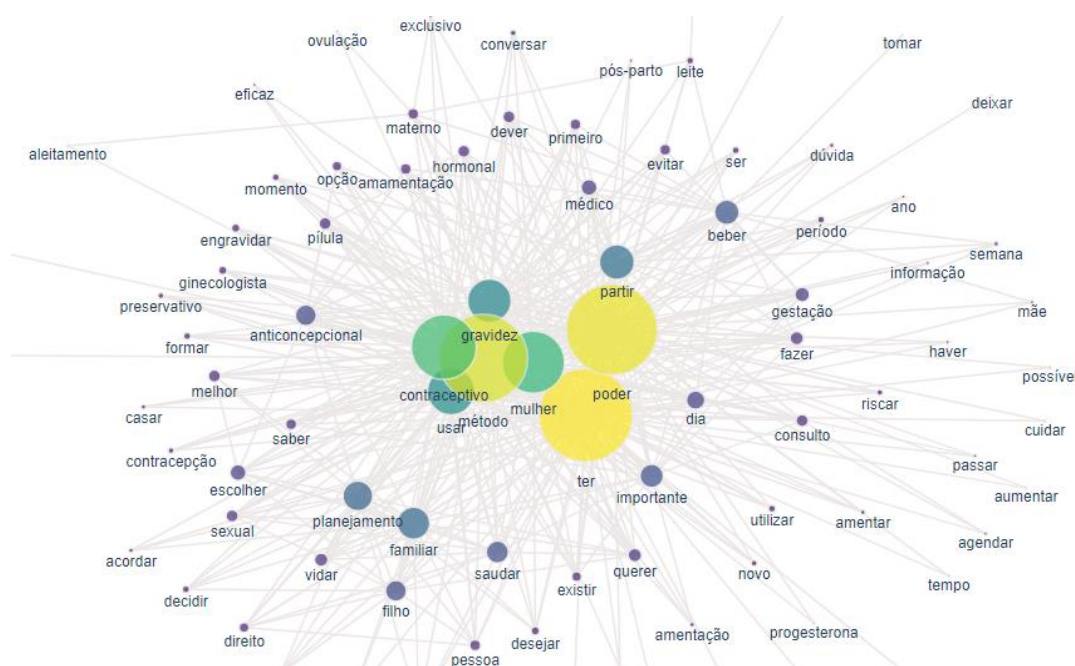 exclusivo
ovulação
conversar
tomar
pós-parto
leite
eficaz
deixar
materno
dever
primeiro
aleitamento
hormonal
evitar
ser
dúvida
momento
opção
amamentação
médico
ano
engravidar
pílula
beber
período
semana
ginecologista
informação
preservativo
partir
gestação
mãe
anticoncepcional
gravidez
formar
fazer
haver
melhor
possível
contraceptivo
mulher
poder
casar
usar
método
dia
riscar
saber
consulto
cuidar
contracepção
passar
escolher
ter
importante
aumentar
sexual
planejamento
utilizar
amentar
familiar
agendar
acordar
vidar
saudar
querer
novo
tempo
decidir
filho
existir
direito
desejar
amentação
progesterona
pessoa